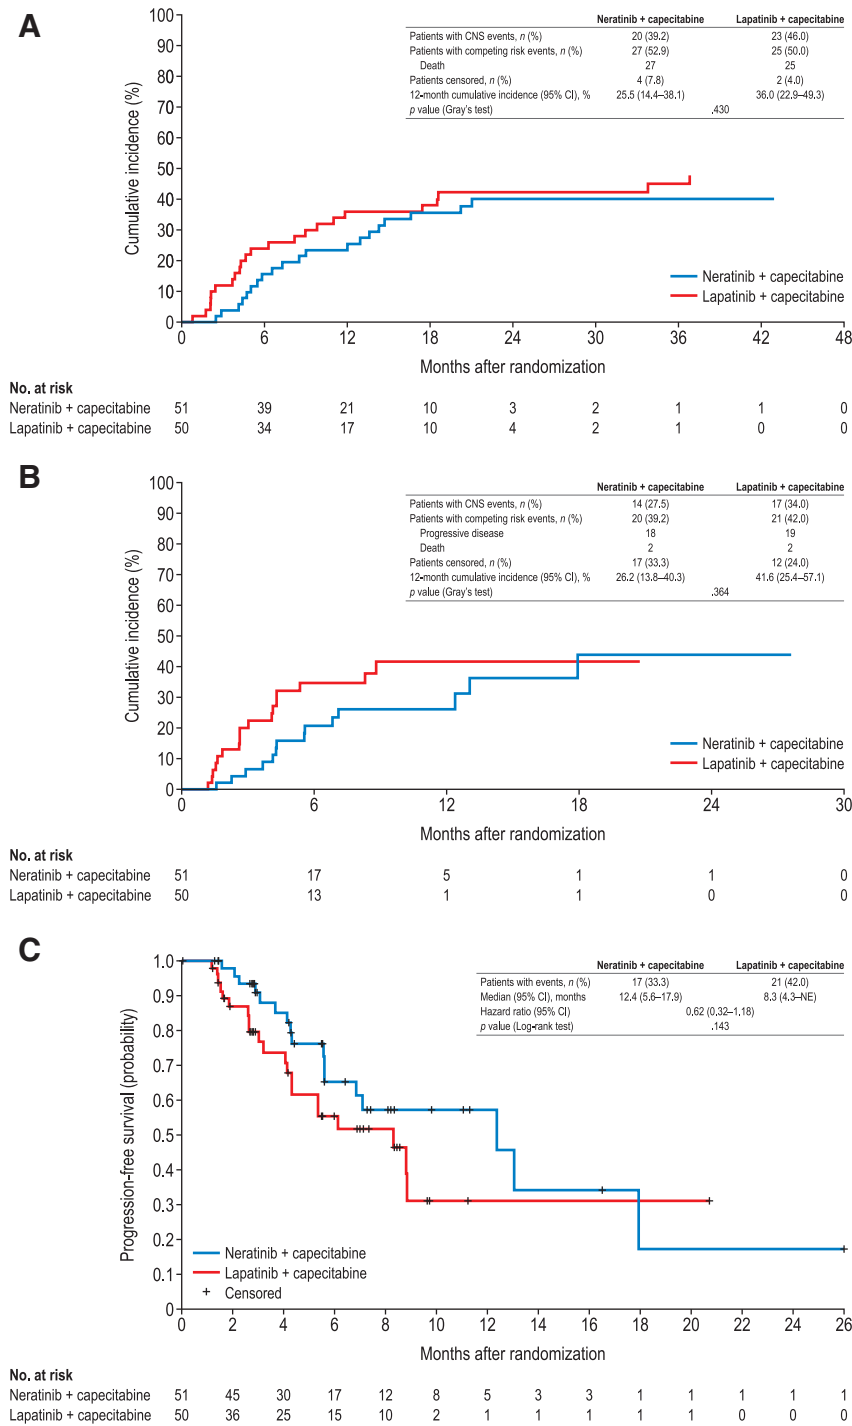 A
Neratinib + capecitabine Lapatinib + capecitabine
Patients with CNS events, n (%) 20 (39.2) 23 (46.0)
Patients with competing risk events, n (%) 27 (52.9) 25 (50.0)
Death 27 25
Patients censored, n (%) 4 (7.8) 2 (4.0)
12-month cumulative incidence (95% CI), % 25.5 (14.4–38.1) 36.0 (22.9–49.3)
p value (Gray's test) .430
Cumulative incidence (%)
100
90
80
70
60
50
40
30
20
10
0
Neratinib + capecitabine
Lapatinib + capecitabine
0 6 12 18 24 30 36 42 48
Months after randomization
No. at risk
Neratinib + capecitabine 51 39 21 10 3 2 1 1 0
Lapatinib + capecitabine 50 34 17 10 4 2 1 0 0
B
Neratinib + capecitabine Lapatinib + capecitabine
Patients with CNS events, n (%) 14 (27.5) 17 (34.0)
Patients with competing risk events, n (%) 20 (39.2) 21 (42.0)
Progressive disease 18 19
Death 2 2
Patients censored, n (%) 17 (33.3) 12 (24.0)
12-month cumulative incidence (95% CI), % 26.2 (13.8–40.3) 41.6 (25.4–57.1)
p value (Gray's test) .364
Cumulative incidence (%)
100
90
80
70
60
50
40
30
20
10
0
Neratinib + capecitabine
Lapatinib + capecitabine
0 6 12 18 24 30
Months after randomization
No. at risk
Neratinib + capecitabine 51 17 5 1 1 0
Lapatinib + capecitabine 50 13 1 1 0 0
C
Neratinib + capecitabine Lapatinib + capecitabine
Patients with events, n (%) 17 (33.3) 21 (42.0)
Median (95% CI), months 12.4 (5.6–17.9) 8.3 (4.3–NE)
Hazard ratio (95% CI) 0.62 (0.32–1.18)
p value (Log-rank test) .143
Progression-free survival (probability)
1.0
0.9
0.8
0.7
0.6
0.5
0.4
0.3
0.2
0.1
0
Neratinib + capecitabine
Lapatinib + capecitabine
+ Censored
0 2 4 6 8 10 12 14 16 18 20 22 24 26
Months after randomization
No. at risk
Neratinib + capecitabine 51 45 30 17 12 8 5 3 3 1 1 1 1 1
Lapatinib + capecitabine 50 36 25 15 10 2 1 1 1 1 1 0 0 0